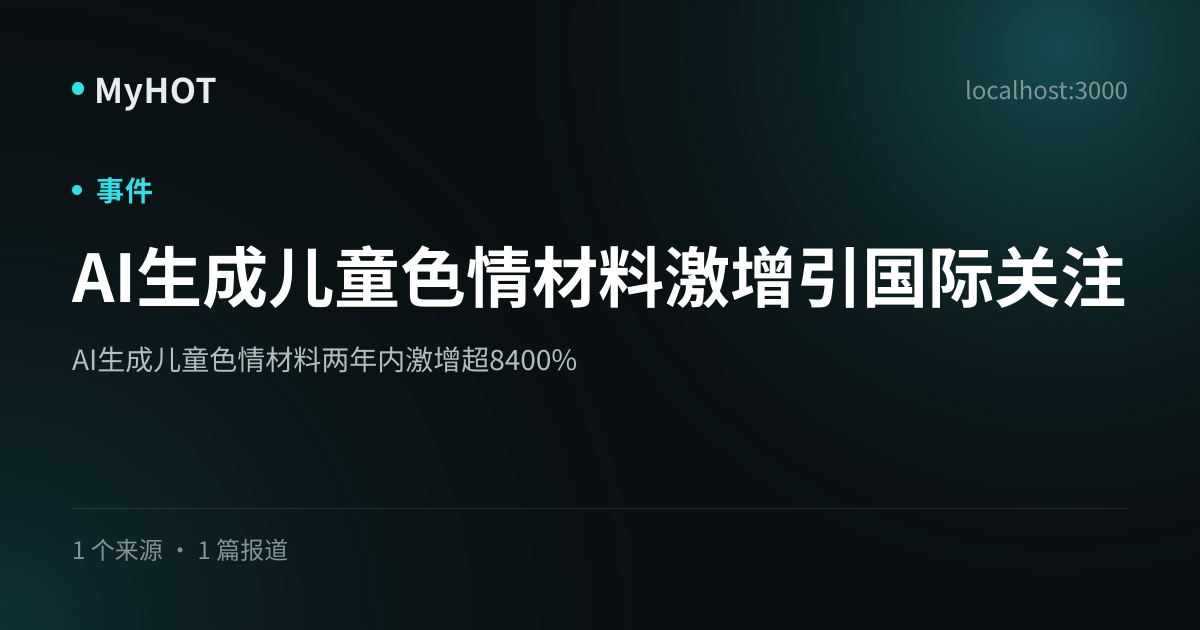 MyHOT
localhost:3000
事件
AI生成儿童色情材料激增引国际关注
AI生成儿童色情材料两年内激增超8400%
1 个来源 · 1 篇报道